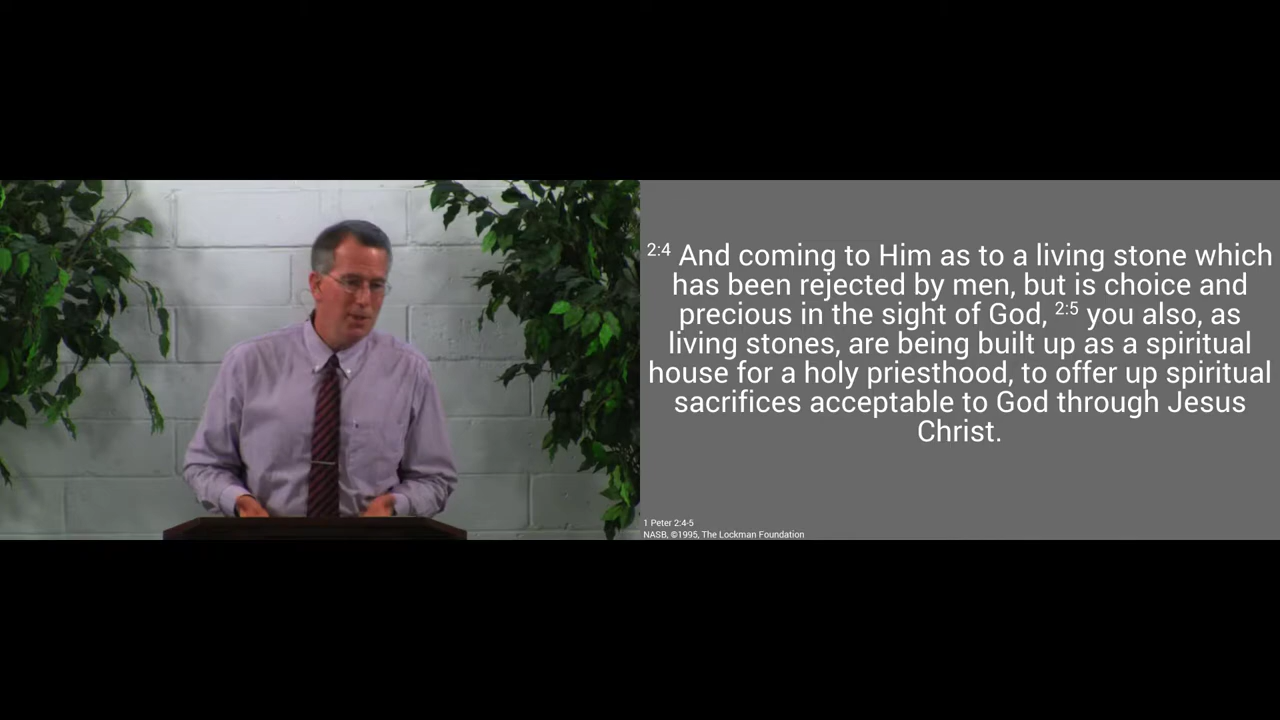 2:4 And coming to Him as to a living stone which
has been rejected by men, but is choice and
precious in the sight of God, 2:5 you also, as
living stones, are being built up as a spiritual
house for a holy priesthood, to offer up spiritual
sacrifices acceptable to God through Jesus
Christ.
1 Peter 2:4-5
NASB, ©1995, The Lockman Foundation